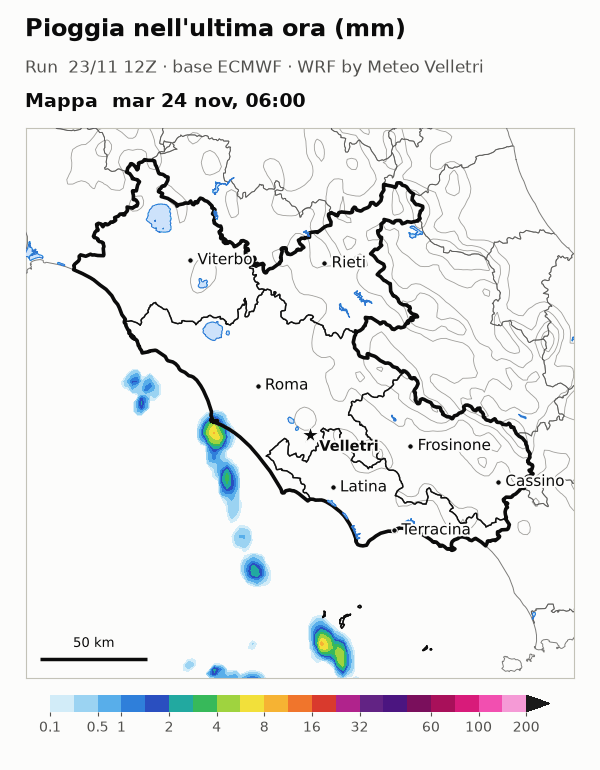 Pioggia nell'ultima ora (mm)
Run 23/11 12Z · base ECMWF · WRF by Meteo Velletri
Mappa mar 24 nov, 06:00
Viterbo
Rieti
Roma
Velletri
Frosinone
Latina
Cassino
Terracina
50 km
0.1 0.5 1 2 4 8 16 32 60 100 200